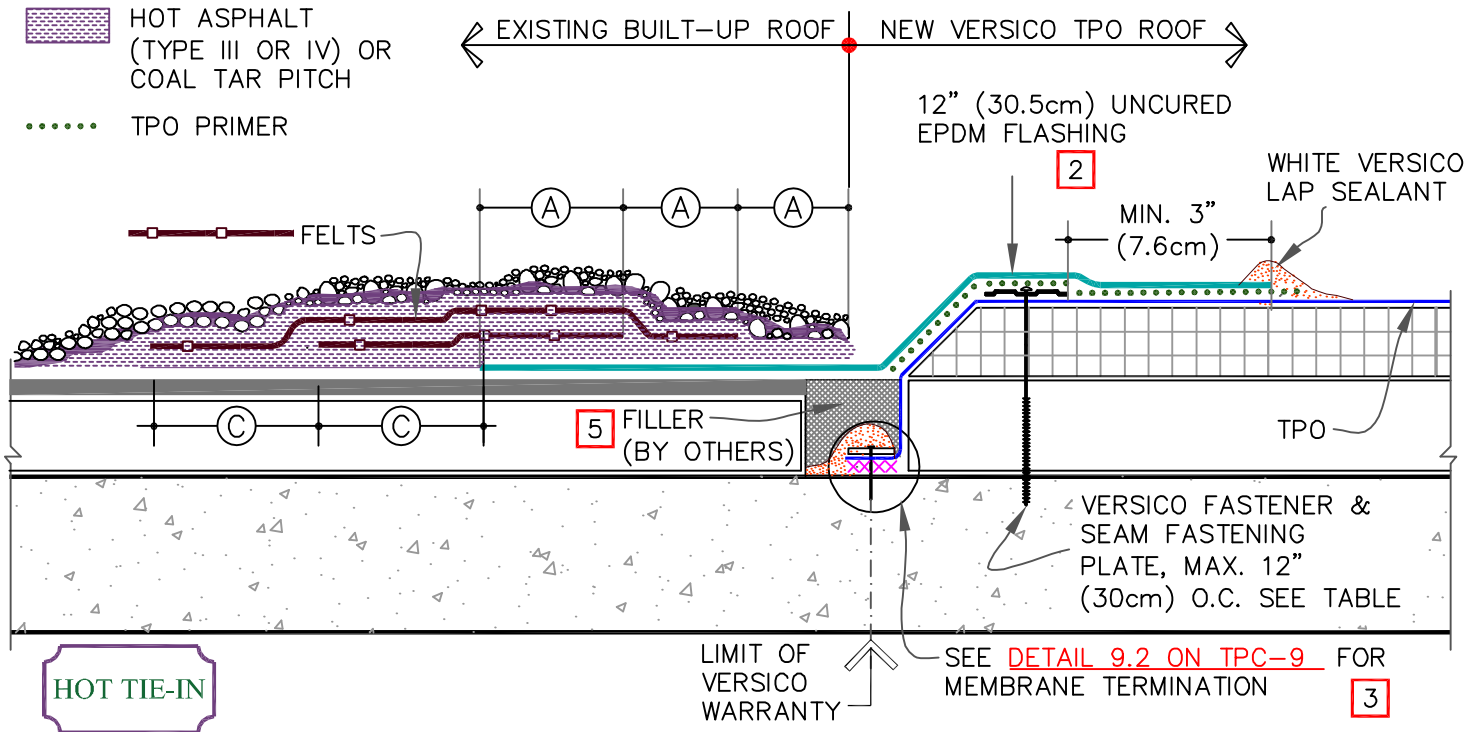 HOT ASPHALT
(TYPE III OR IV) OR
COAL TAR PITCH
TPO PRIMER
EXISTING BUILT-UP ROOF
NEW VERSICO TPO ROOF
12" (30.5cm) UNCURED
EPDM FLASHING
2
WHITE VERSICO
LAP SEALANT
MIN. 3"
(7.6cm)
A
A
A
FELTS
C
C
5
FILLER
(BY OTHERS)
TPO
VERSICO FASTENER &
SEAM FASTENING
PLATE, MAX. 12"
(30cm) O.C. SEE TABLE
HOT TIE-IN
LIMIT OF
VERSICO
WARRANTY
SEE DETAIL 9.2 ON TPC-9 FOR
MEMBRANE TERMINATION
3